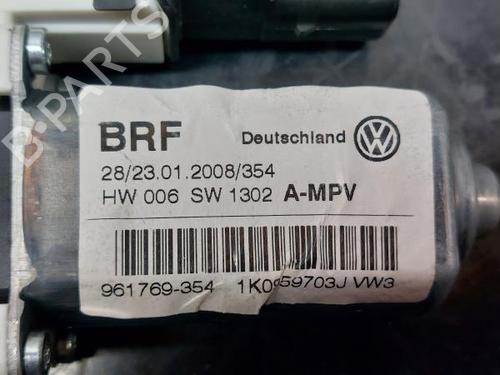 B-PARTS
BRF Deutschland
28/23.01.2008/354
HW 006 SW 1302 A-MPV
961769-354 VW3